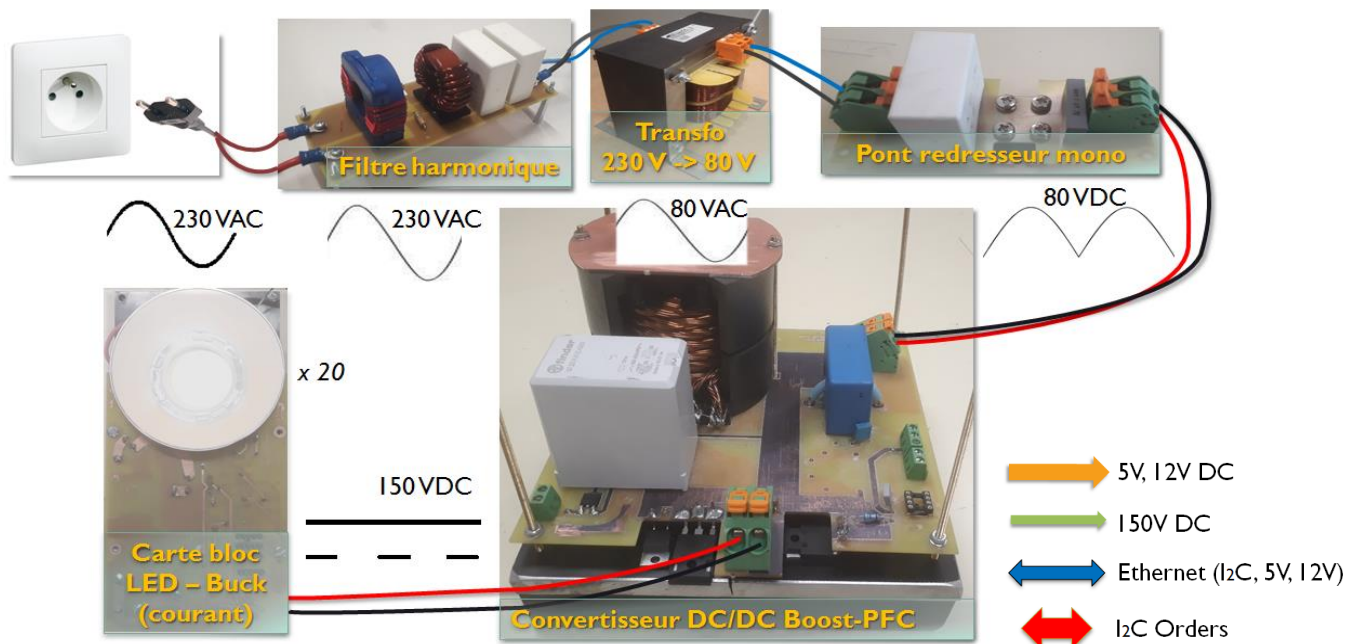 Filtre harmonique
Transfo
230 V -> 80 V
Pont redresseur mono
230 VAC
230 VAC
80 VAC
80 VDC
x 20
finder
150 VDC
5V, 12V DC
150V DC
Ethernet (I2C, 5V, 12V)
I2C Orders
Carte bloc
LED – Buck
(courant)
Convertisseur DC/DC Boost-PFC